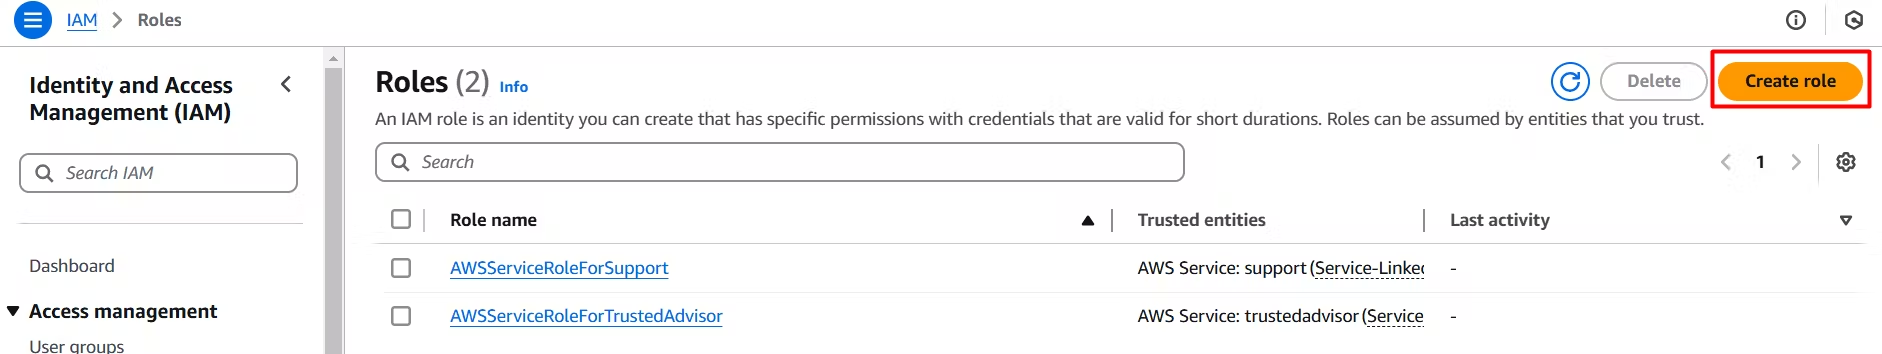 IAM > Roles
Identity and Access
Management (IAM)
Search IAM
Dashboard
Access management
User groups
Roles (2) Info
Delete
Create role
An IAM role is an identity you can create that has specific permissions with credentials that are valid for short durations. Roles can be assumed by entities that you trust.
Search
1
Role name Trusted entities Last activity
AWSServiceRoleForSupport AWS Service: support (Service-Linked -
AWSServiceRoleForTrustedAdvisor AWS Service: trustedadvisor (Service -